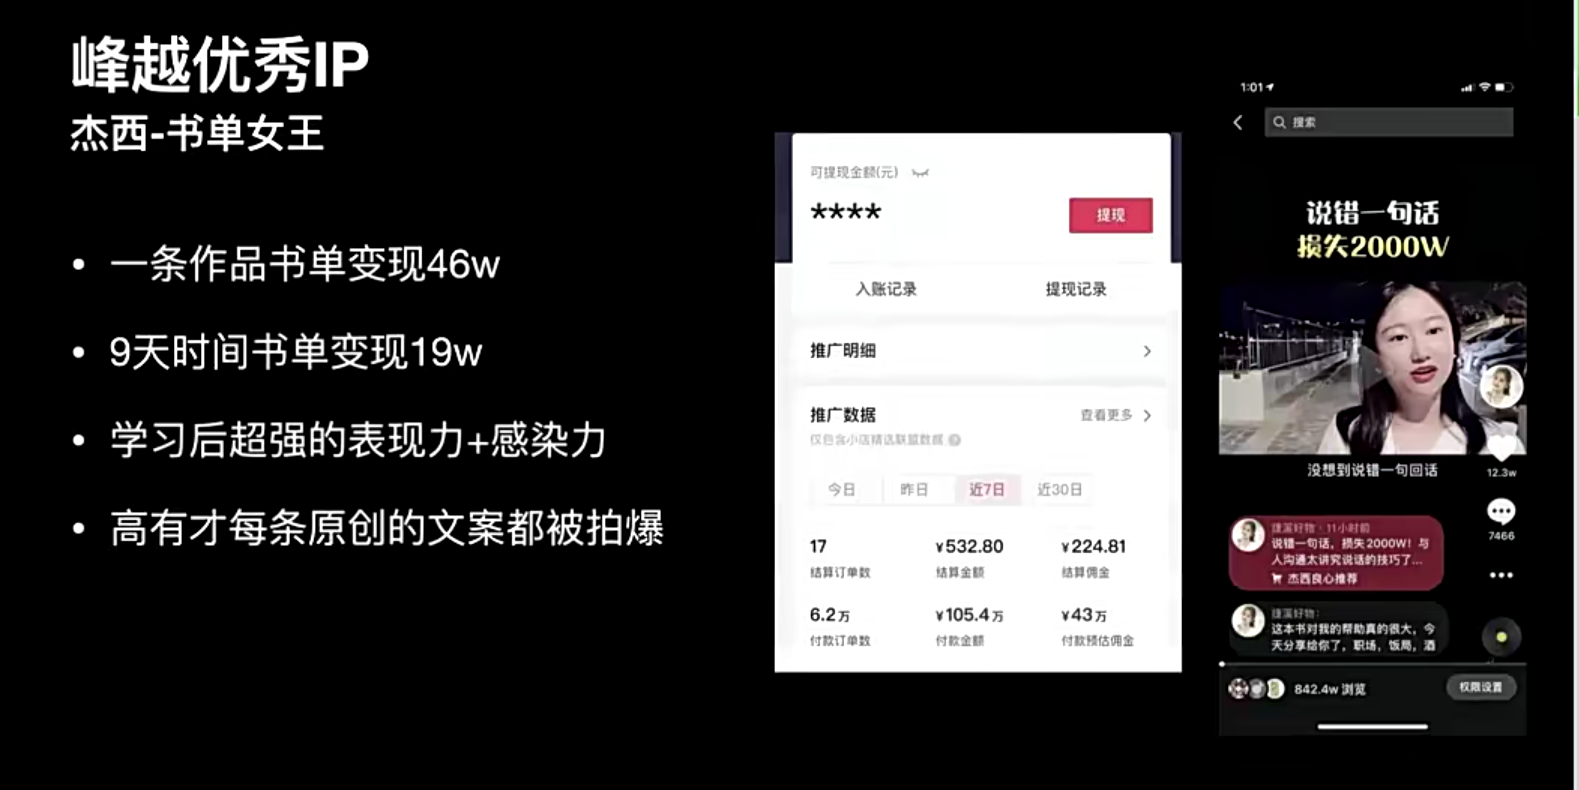 峰越优秀IP
杰西-书单女王
• 一条作品书单变现46w
• 9天时间书单变现19w
• 学习后超强的表现力+感染力
• 高有才每条原创的文案都被拍爆
可提现金额(元)
****
提现
入账记录 提现记录
推广明细
推广数据 查看更多
仅包含小店精选联盟数据
今日 昨日 近7日 近30日
17 ¥532.80 ¥224.81
结算订单数 结算金额 结算佣金
6.2万 ¥105.4万 ¥43万
付款订单数 付款金额 付款预估佣金
1:01
搜索
说错一句话
损失2000W
没想到说错一句回话
12.3w
7466
捷溪好物 · 11小时前
说错一句话，损失2000W！与
人沟通太讲究说话的技巧了...
杰西良心推荐
捷溪好物：
这本书对我的帮助真的很大，今
天分享给你了，职场，饭局，酒
842.4w 浏览
权限设置